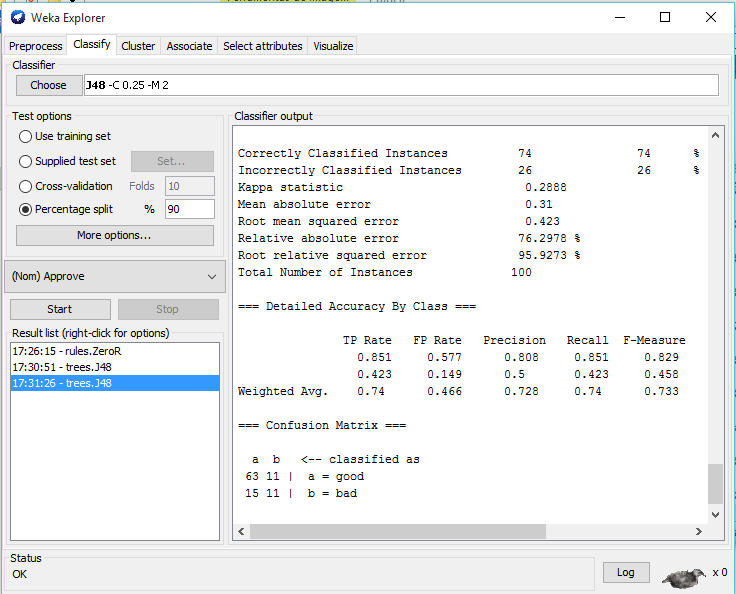 Weka Explorer
Preprocess Classify Cluster Associate Select attributes Visualize
Classifier
Choose J48 -C 0.25 -M 2
Test options
Use training set
Supplied test set Set...
Cross-validation Folds 10
Percentage split % 90
More options...
(Nom) Approve
Start Stop
Result list (right-click for options)
17:26:15 - rules.ZeroR
17:30:51 - trees.J48
17:31:26 - trees.J48
Classifier output
Correctly Classified Instances 74 74 %
Incorrectly Classified Instances 26 26 %
Kappa statistic 0.2888
Mean absolute error 0.31
Root mean squared error 0.423
Relative absolute error 76.2978 %
Root relative squared error 95.9273 %
Total Number of Instances 100
=== Detailed Accuracy By Class ===
TP Rate FP Rate Precision Recall F-Measure
0.851 0.577 0.808 0.851 0.829
0.423 0.149 0.5 0.423 0.458
Weighted Avg. 0.74 0.466 0.728 0.74 0.733
=== Confusion Matrix ===
a b <-- classified as
63 11 | a = good
15 11 | b = bad
Status
OK
Log x 0